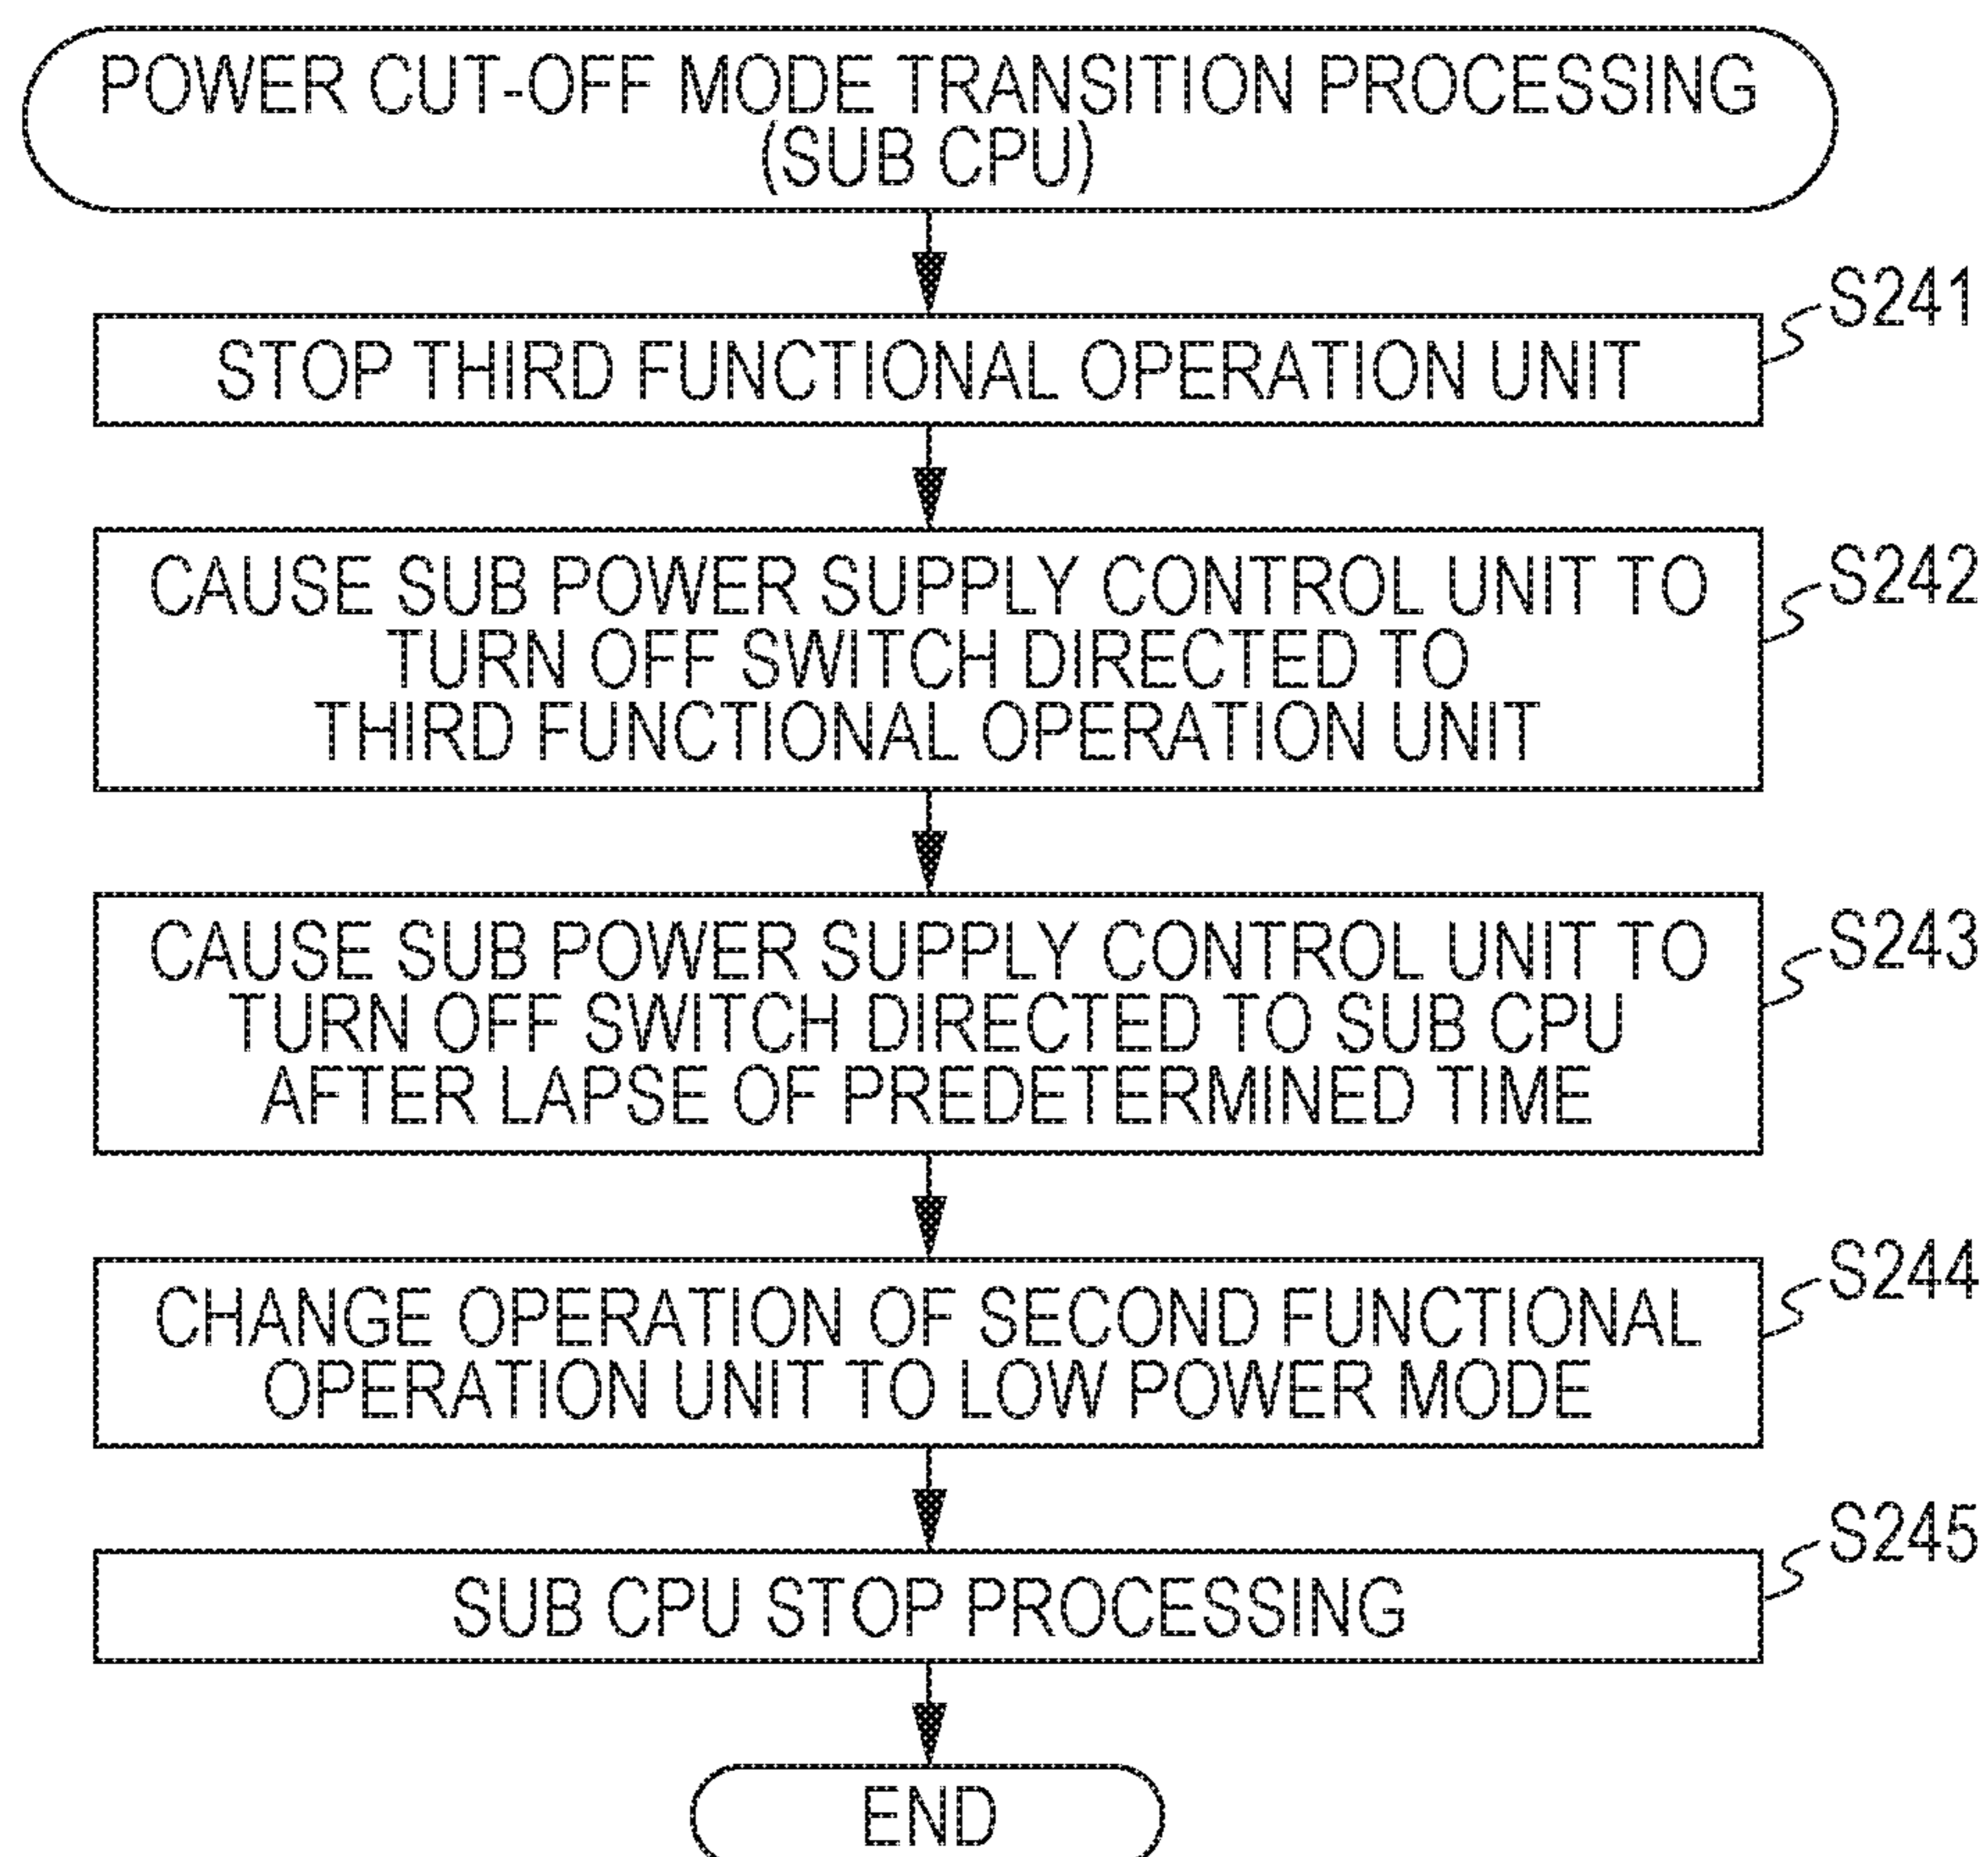 POWER CUT-OFF MODE TRANSITION PROCESSING
(SUB CPU)
S241
STOP THIRD FUNCTIONAL OPERATION UNIT
S242
CAUSE SUB POWER SUPPLY CONTROL UNIT TO
TURN OFF SWITCH DIRECTED TO
THIRD FUNCTIONAL OPERATION UNIT
S243
CAUSE SUB POWER SUPPLY CONTROL UNIT TO
TURN OFF SWITCH DIRECTED TO SUB CPU
AFTER LAPSE OF PREDETERMINED TIME
S244
CHANGE OPERATION OF SECOND FUNCTIONAL
OPERATION UNIT TO LOW POWER MODE
S245
SUB CPU STOP PROCESSING
END